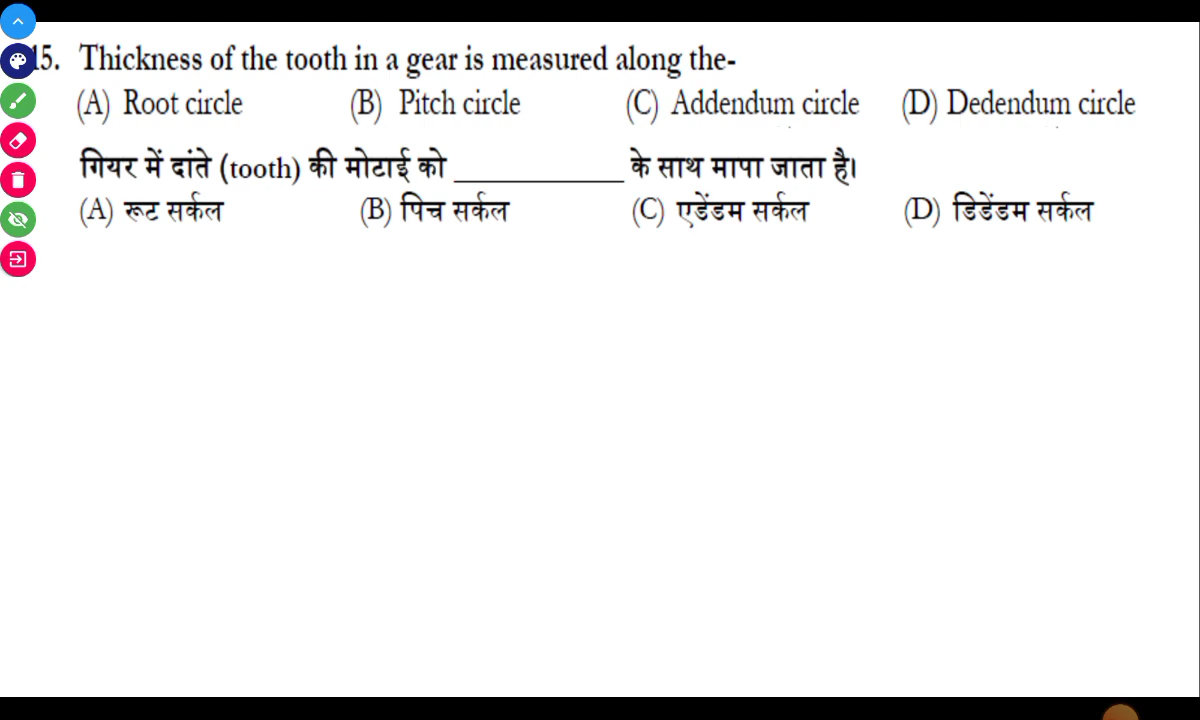 15. Thickness of the tooth in a gear is measured along the-
(A) Root circle (B) Pitch circle (C) Addendum circle (D) Dedendum circle
गियर में दांते (tooth) की मोटाई को ____________ के साथ मापा जाता है।
(A) रूट सर्कल (B) पिच सर्कल (C) एडेंडम सर्कल (D) डिडेंडम सर्कल